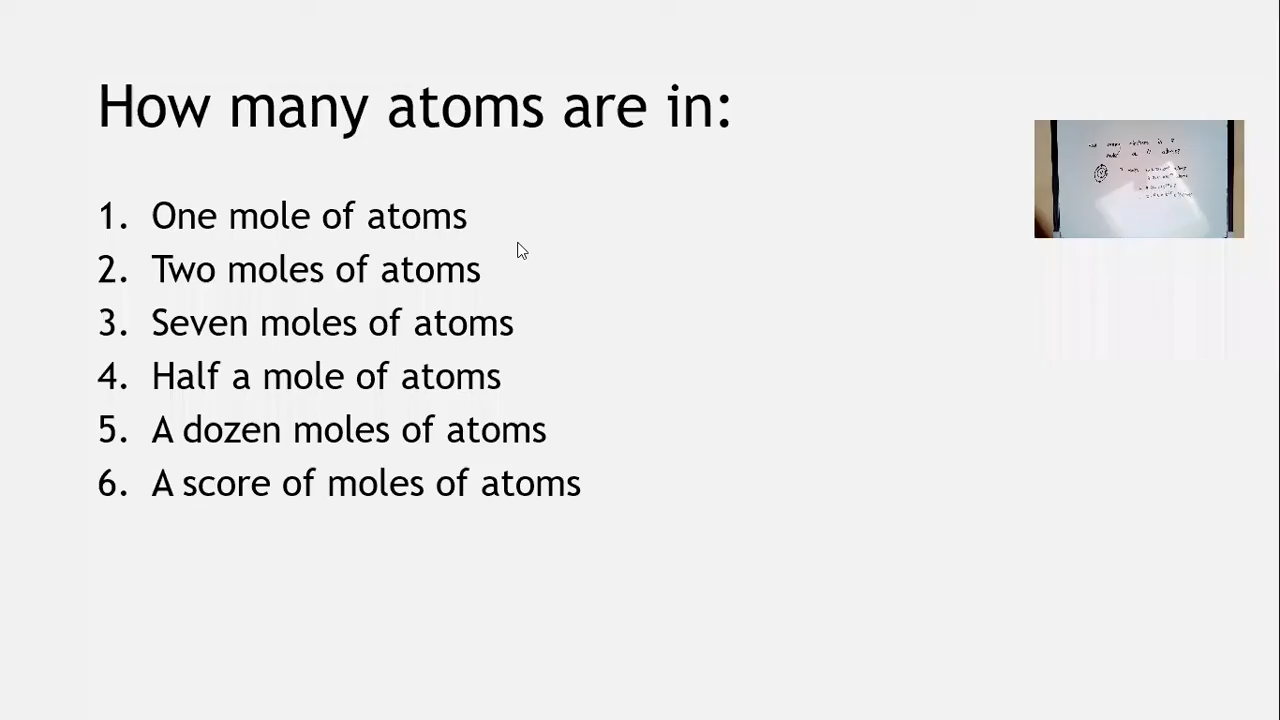 How many atoms are in:
1. One mole of atoms
2. Two moles of atoms
3. Seven moles of atoms
4. Half a mole of atoms
5. A dozen moles of atoms
6. A score of moles of atoms